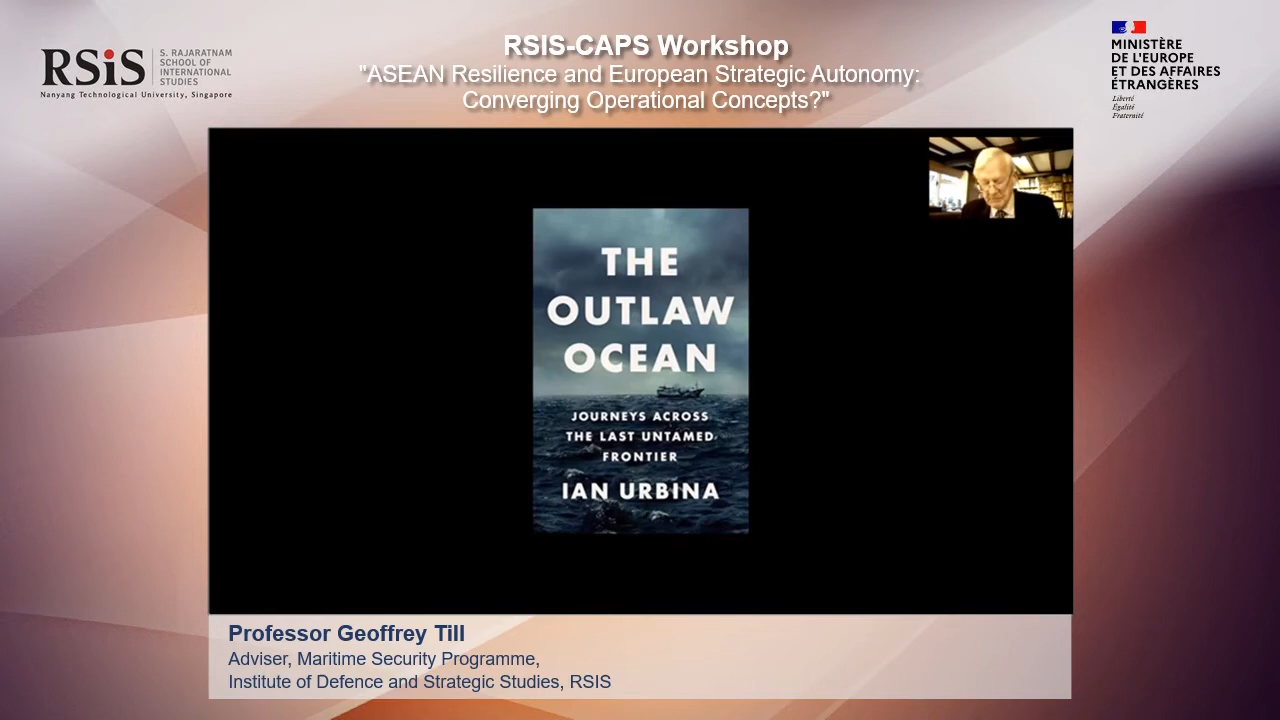 RSiS
S. RAJARATNAM
SCHOOL OF
INTERNATIONAL
STUDIES
Nanyang Technological University, Singapore
RSIS-CAPS Workshop
"ASEAN Resilience and European Strategic Autonomy:
Converging Operational Concepts?"
MINISTÈRE
DE L'EUROPE
ET DES AFFAIRES
ÉTRANGÈRES
Liberté
Égalité
Fraternité
THE
OUTLAW
OCEAN
JOURNEYS ACROSS
THE LAST UNTAMED
FRONTIER
IAN URBINA
Professor Geoffrey Till
Adviser, Maritime Security Programme,
Institute of Defence and Strategic Studies, RSIS